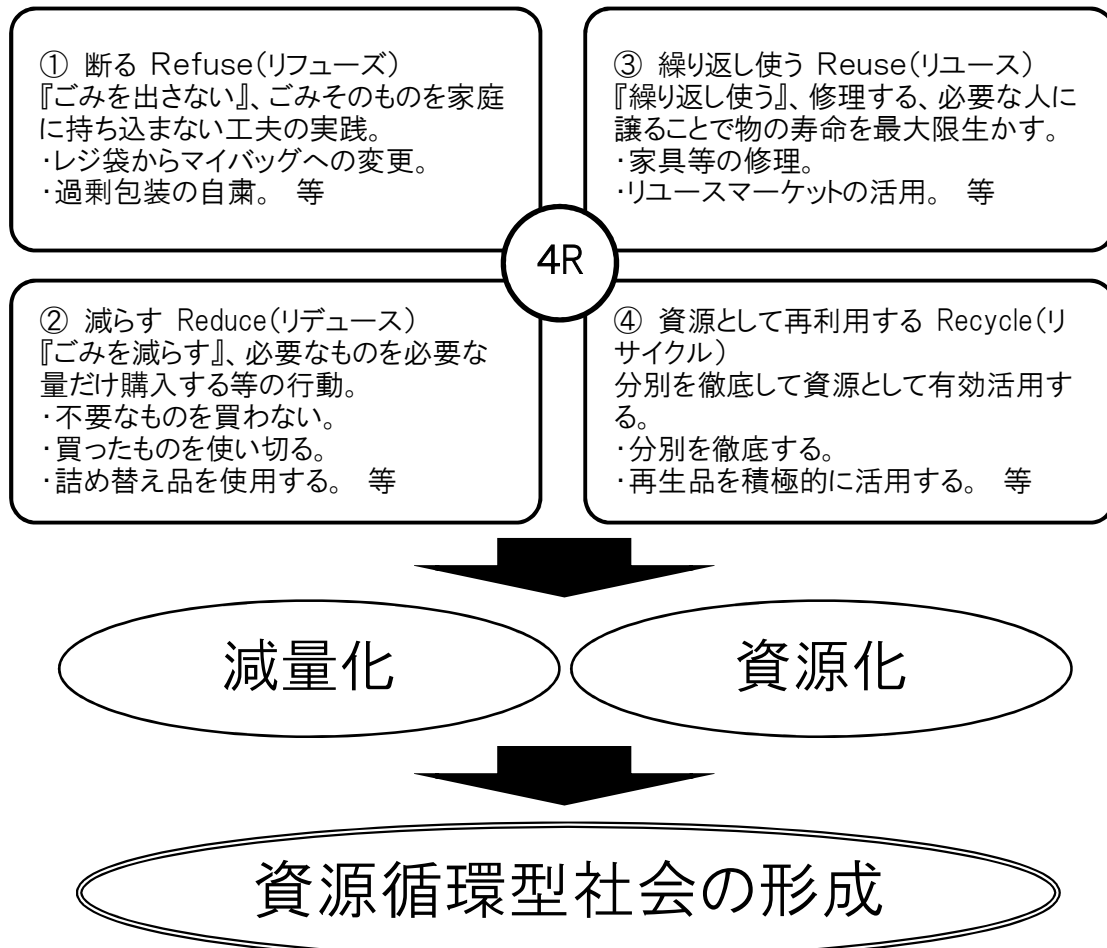 ① 断る Refuse(リフューズ)
『ごみを出さない』、ごみそのものを家庭
に持ち込まない工夫の実践。
・レジ袋からマイバッグへの変更。
・過剰包装の自粛。 等
② 減らす Reduce(リデュース)
『ごみを減らす』、必要なものを必要な
量だけ購入する等の行動。
・不要なものを買わない。
・買ったものを使い切る。
・詰め替え品を使用する。 等
③ 繰り返し使う Reuse(リユース)
『繰り返し使う』、修理する、必要な人に
譲ることで物の寿命を最大限生かす。
・家具等の修理。
・リユースマーケットの活用。 等
④ 資源として再利用する Recycle(リ
サイクル)
分別を徹底して資源として有効活用す
る。
・分別を徹底する。
・再生品を積極的に活用する。 等
4R
減量化
資源化
資源循環型社会の形成